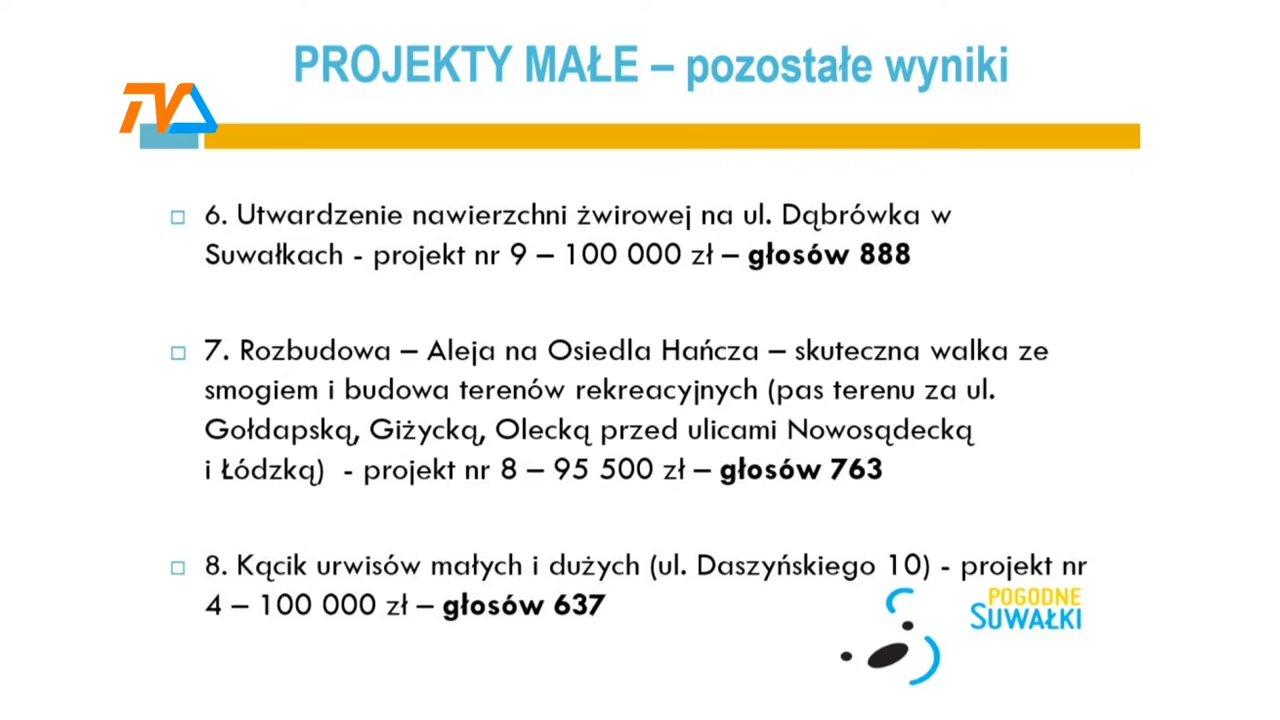 PROJEKTY MAŁE – pozostałe wyniki
TVA
6. Utwardzenie nawierzchni żwirowej na ul. Dąbrówka w
Suwałkach - projekt nr 9 – 100 000 zł – głosów 888
7. Rozbudowa – Aleja na Osiedla Hańcza – skuteczna walka ze
smogiem i budowa terenów rekreacyjnych (pas terenu za ul.
Gołdapską, Giżycką, Olecką przed ulicami Nowosądecką
i Łódzką) - projekt nr 8 – 95 500 zł – głosów 763
8. Kącik urwisów małych i dużych (ul. Daszyńskiego 10) - projekt nr
4 – 100 000 zł – głosów 637
POGODNE
SUWAŁKI